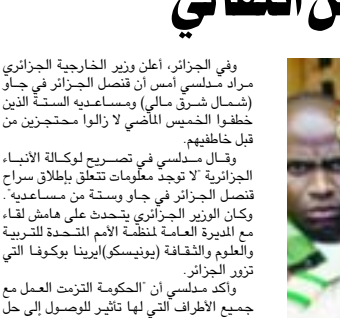 وفي الجزائر، أعلن وزير الخارجية الجزائري
مراد مدلسي أمس أن قنصل الجزائر في جاو
(شمال شرق مالي) ومساعديه الستة الذين
خطفوا الخميس الماضي لا زالوا محتجزين من
قبل خاطفيهم.
وقال مدلسي في تصريح لوكالة الأنباء
الجزائرية "لا توجد معلومات تتعلق بإطلاق سراح
قنصل الجزائر في جاو وستة من مساعديه".
وكان الوزير الجزائري يتحدث على هامش لقاء
مع المديرة العامة لمنظمة الأمم المتحدة للتربية
والعلوم والثقافة (يونيسكو)ايرينا بوكوفا التي
تزور الجزائر.
وأكد مدلسي أن "الحكومة التزمت العمل مع
جميع الأطراف التي لها تأثير للوصول إلى حل